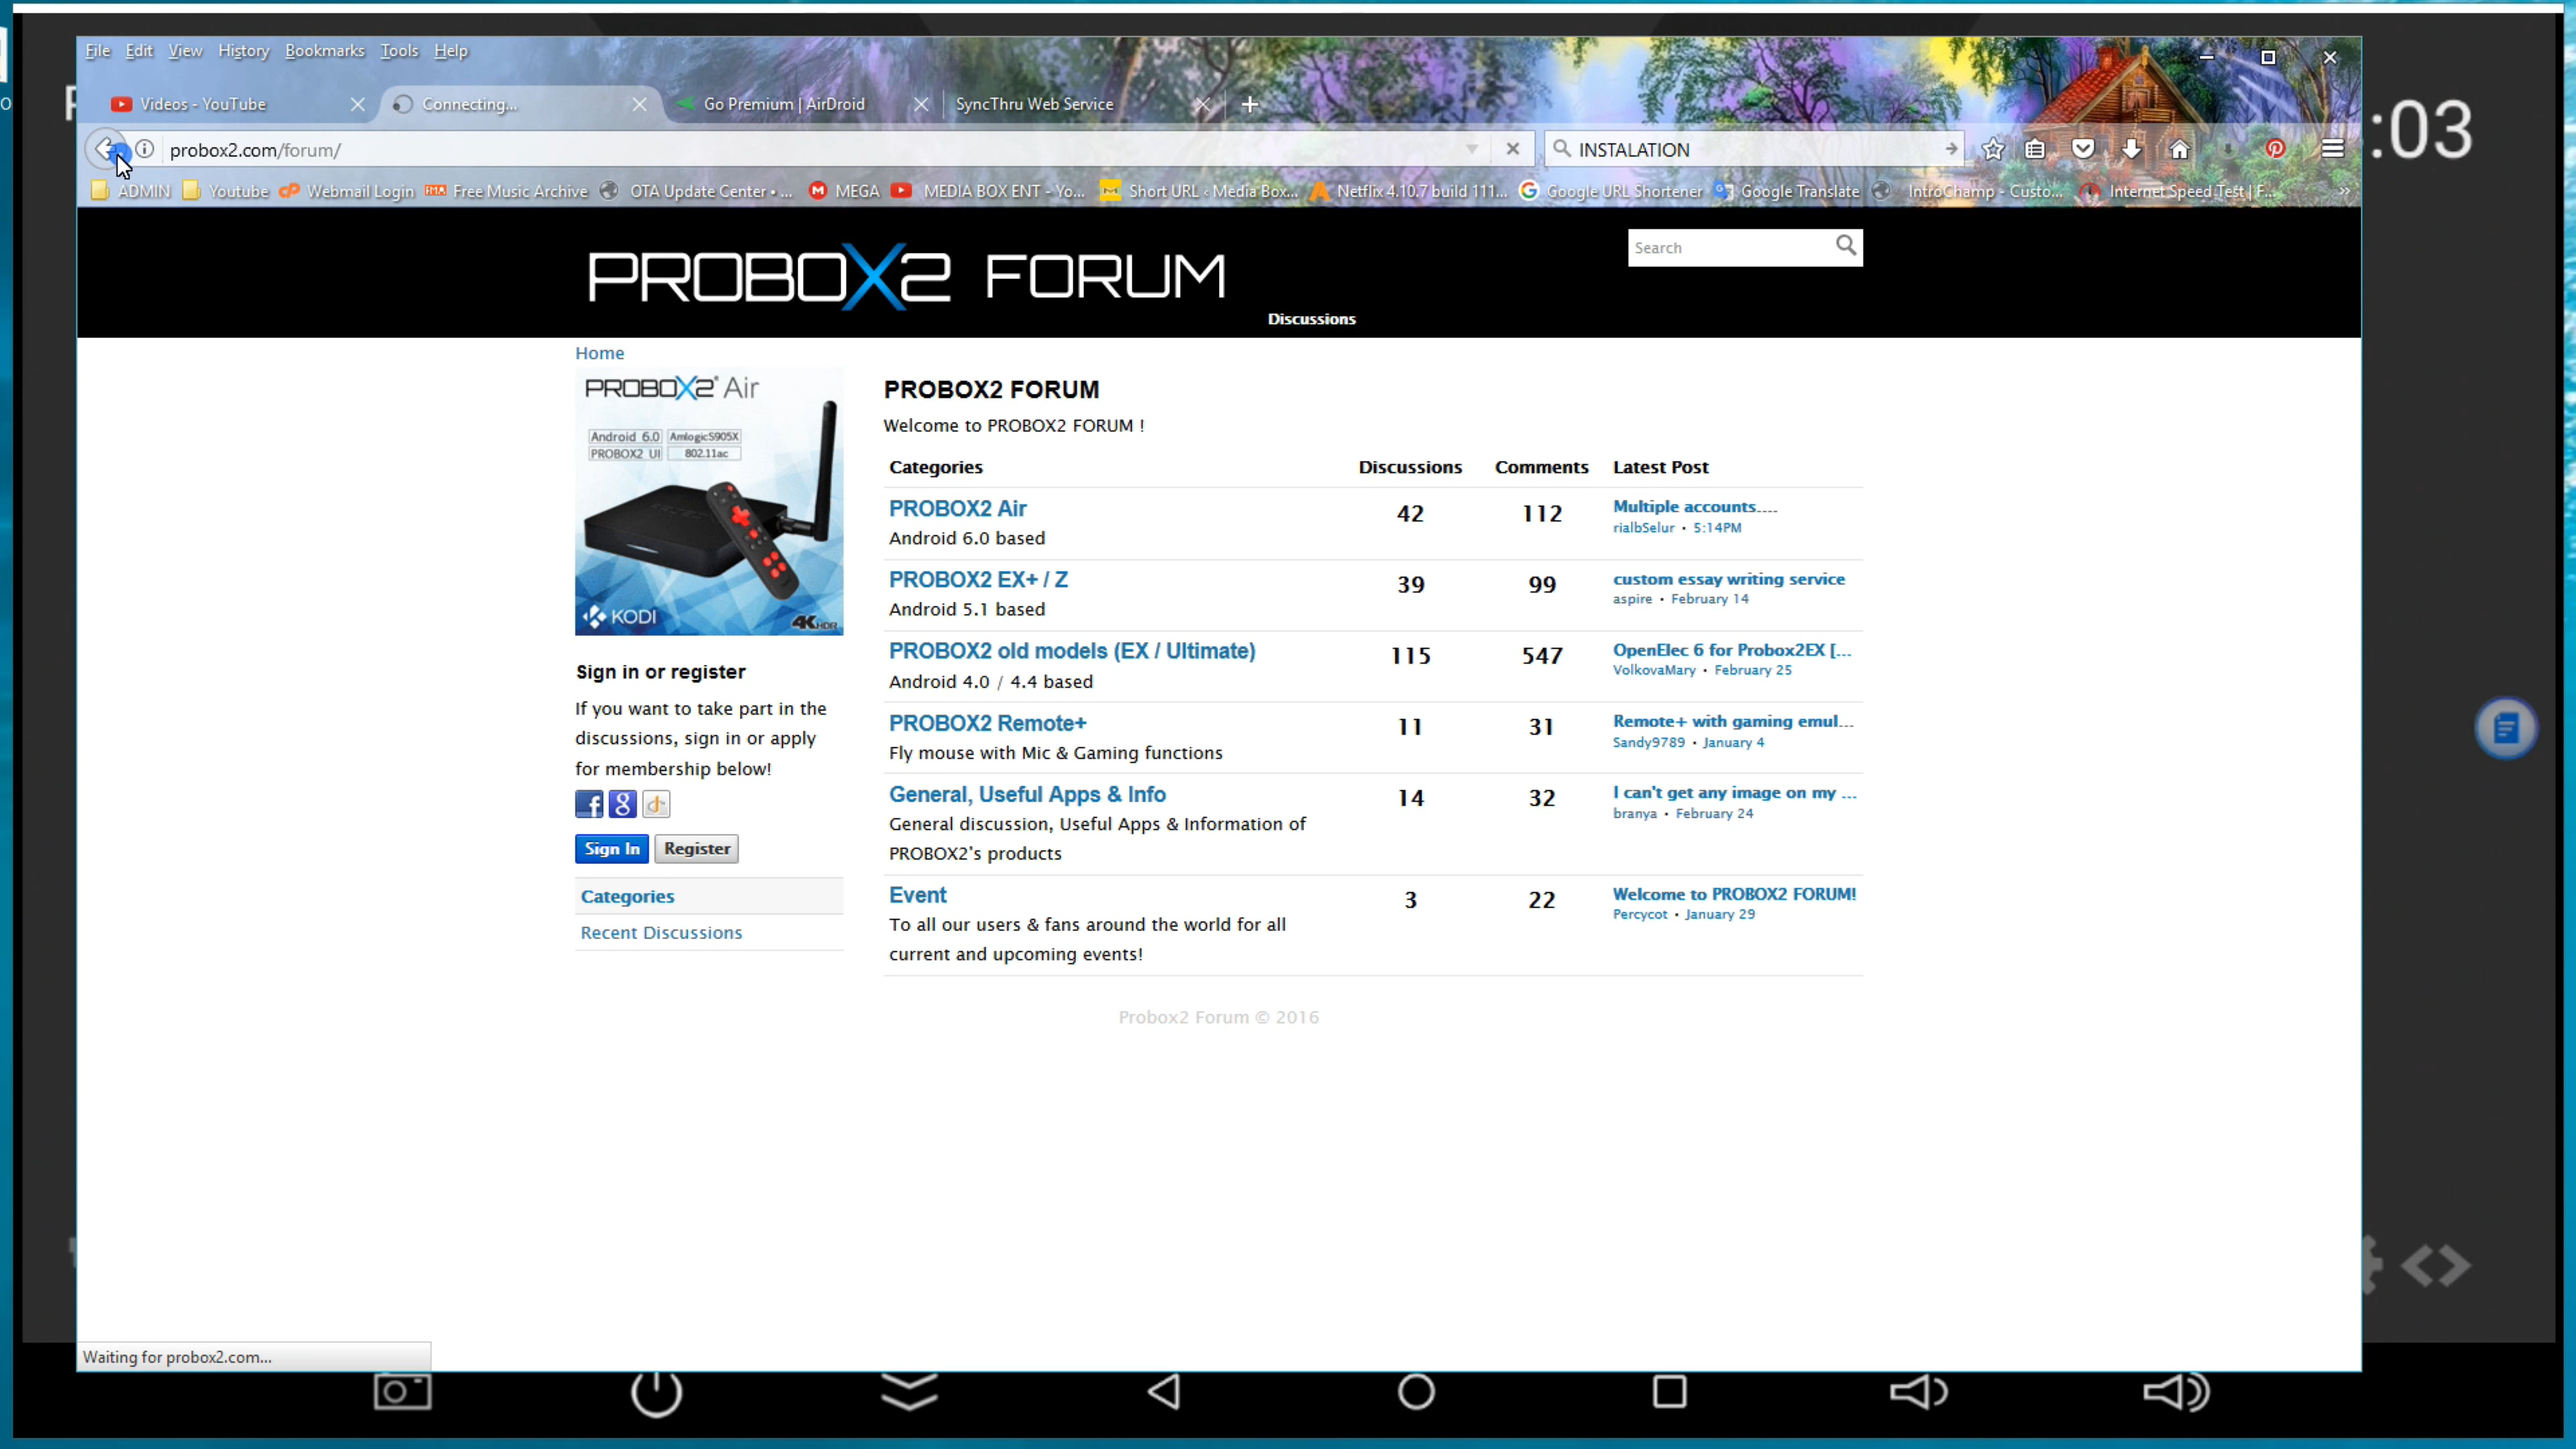 File Edit View History Bookmarks Tools Help
Videos - YouTube
Connecting...
Go Premium | AirDroid
SyncThru Web Service
:03
probox2.com/forum/
INSTALATION
ADMIN Youtube Webmail Login Free Music Archive OTA Update Center • ... MEGA MEDIA BOX ENT - Yo... Short URL ‹ Media Box... Netflix 4.10.7 build 111... Google URL Shortener Google Translate IntroChamp - Custo... Internet Speed Test | F...
PROBOX2 FORUM
Search
Discussions
Home
PROBOX2 Air
Android 6.0 AmlogicS905X
PROBOX2 UI 802.11ac
KODI 4K HDR
Sign in or register
If you want to take part in the
discussions, sign in or apply
for membership below!
Sign In Register
Categories
Recent Discussions
PROBOX2 FORUM
Welcome to PROBOX2 FORUM !
Categories Discussions Comments Latest Post
PROBOX2 Air 42 112 Multiple accounts....
Android 6.0 based rialbSelur • 5:14PM
PROBOX2 EX+ / Z 39 99 custom essay writing service
Android 5.1 based aspire • February 14
PROBOX2 old models (EX / Ultimate) 115 547 OpenElec 6 for Probox2EX [...
Android 4.0 / 4.4 based VolkovaMary • February 25
PROBOX2 Remote+ 11 31 Remote+ with gaming emul...
Fly mouse with Mic & Gaming functions Sandy9789 • January 4
General, Useful Apps & Info 14 32 I can't get any image on my ...
General discussion, Useful Apps & Information of branya • February 24
PROBOX2's products
Event 3 22 Welcome to PROBOX2 FORUM!
To all our users & fans around the world for all Percycot • January 29
current and upcoming events!
Probox2 Forum © 2016
Waiting for probox2.com...